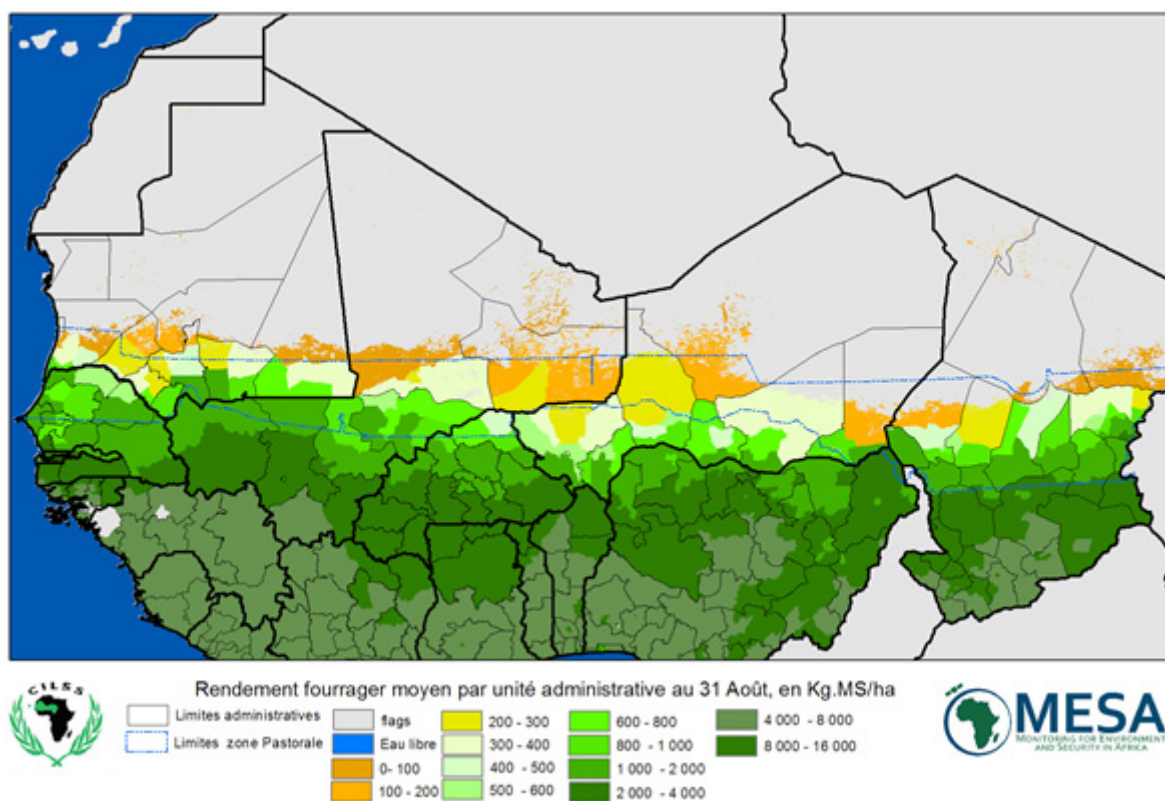 Rendement fourrager moyen par unité administrative au 31 Août, en Kg.MS/ha
CILSS
Limites administratives
Limites zone Pastorale
flags
Eau libre
0- 100
100 - 200
200 - 300
300 - 400
400 - 500
500 - 600
600 - 800
800 - 1 000
1 000 - 2 000
2 000 - 4 000
4 000 - 8 000
8 000 - 16 000
MESA
MONITORING FOR ENVIRONMENT
AND SECURITY IN AFRICA